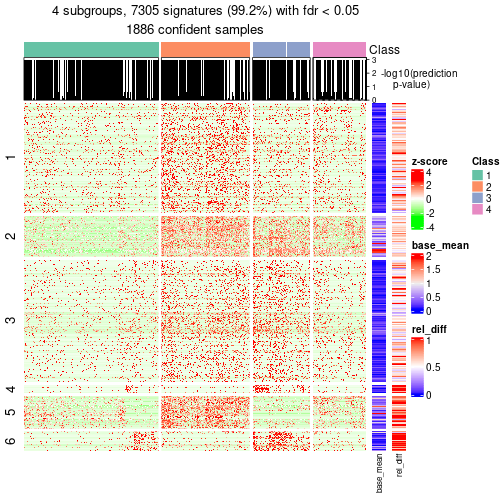 4 subgroups, 7305 signatures (99.2%) with fdr < 0.05
1886 confident samples
Class
3
2
1
0
-log10(prediction
p-value)
1
2
3
4
5
6
z-score
4
2
0
-2
-4
Class
1
2
3
4
base_mean
2
1.5
1
0.5
0
rel_diff
1
0.5
0
base_mean
rel_diff